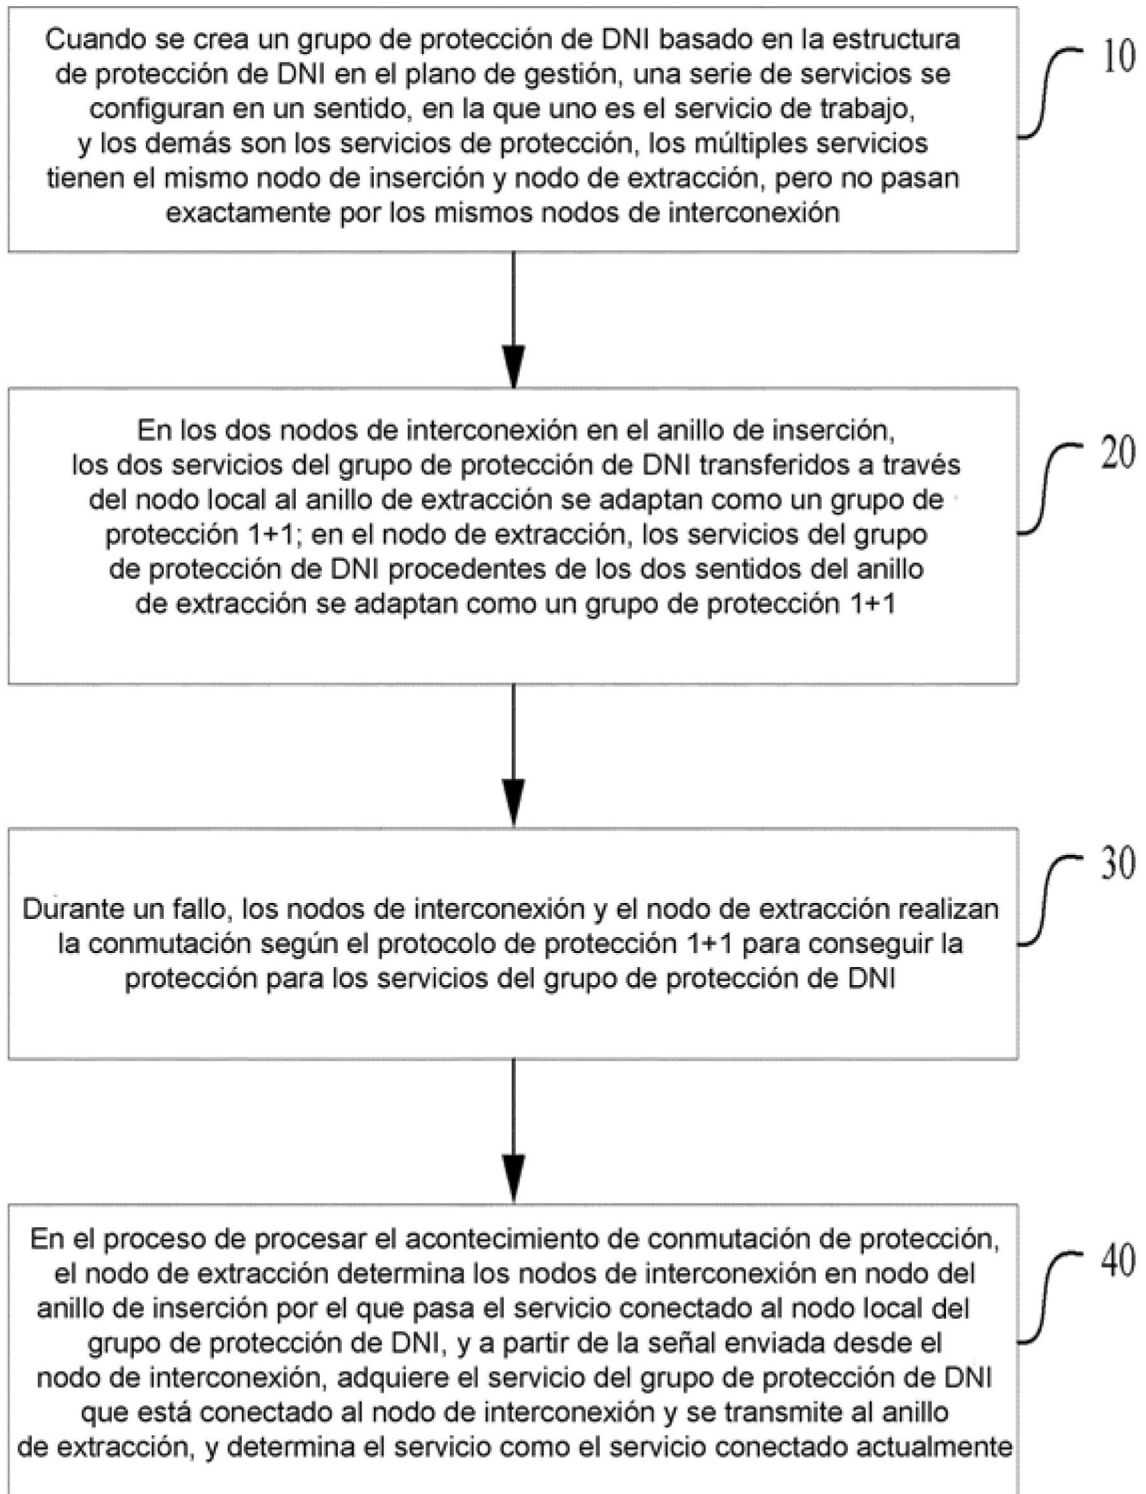 Cuando se crea un grupo de protección de DNI basado en la estructura
de protección de DNI en el plano de gestión, una serie de servicios se
configuran en un sentido, en la que uno es el servicio de trabajo,
y los demás son los servicios de protección, los múltiples servicios
tienen el mismo nodo de inserción y nodo de extracción, pero no pasan
exactamente por los mismos nodos de interconexión
10
En los dos nodos de interconexión en el anillo de inserción,
los dos servicios del grupo de protección de DNI transferidos a través
del nodo local al anillo de extracción se adaptan como un grupo de
protección 1+1; en el nodo de extracción, los servicios del grupo
de protección de DNI procedentes de los dos sentidos del anillo
de extracción se adaptan como un grupo de protección 1+1
20
Durante un fallo, los nodos de interconexión y el nodo de extracción realizan
la conmutación según el protocolo de protección 1+1 para conseguir la
protección para los servicios del grupo de protección de DNI
30
En el proceso de procesar el acontecimiento de conmutación de protección,
el nodo de extracción determina los nodos de interconexión en nodo del
anillo de inserción por el que pasa el servicio conectado al nodo local del
grupo de protección de DNI, y a partir de la señal enviada desde el
nodo de interconexión, adquiere el servicio del grupo de protección de DNI
que está conectado al nodo de interconexión y se transmite al anillo
de extracción, y determina el servicio como el servicio conectado actualmente
40